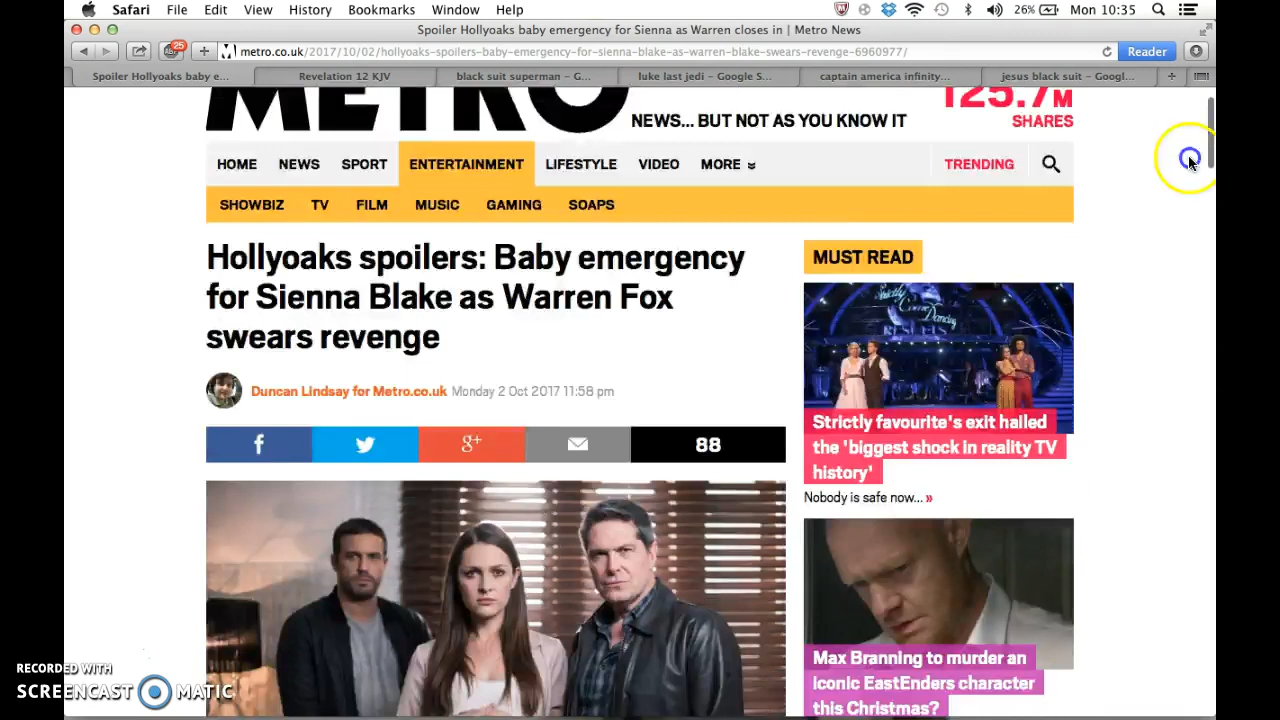 Safari File Edit View History Bookmarks Window Help 26% Mon 10:35
Spoiler Hollyoaks baby emergency for Sienna as Warren closes in | Metro News
25
metro.co.uk/2017/10/02/hollyoaks-spoilers-baby-emergency-for-sienna-blake-as-warren-blake-swears-revenge-6960977/
Reader
Spoiler Hollyoaks baby e... Revelation 12 KJV black suit superman – G... luke last jedi – Google S... captain america infinity... jesus black suit – Googl...
METRO
NEWS... BUT NOT AS YOU KNOW IT
125.7M
SHARES
HOME NEWS SPORT ENTERTAINMENT LIFESTYLE VIDEO MORE TRENDING
SHOWBIZ TV FILM MUSIC GAMING SOAPS
Hollyoaks spoilers: Baby emergency
for Sienna Blake as Warren Fox
swears revenge
Duncan Lindsay for Metro.co.uk Monday 2 Oct 2017 11:58 pm
f g+ 88
MUST READ
Strictly favourite's exit hailed
the 'biggest shock in reality TV
history'
Nobody is safe now... »
Max Branning to murder an
iconic EastEnders character
this Christmas?
RECORDED WITH
SCREENCAST MATIC